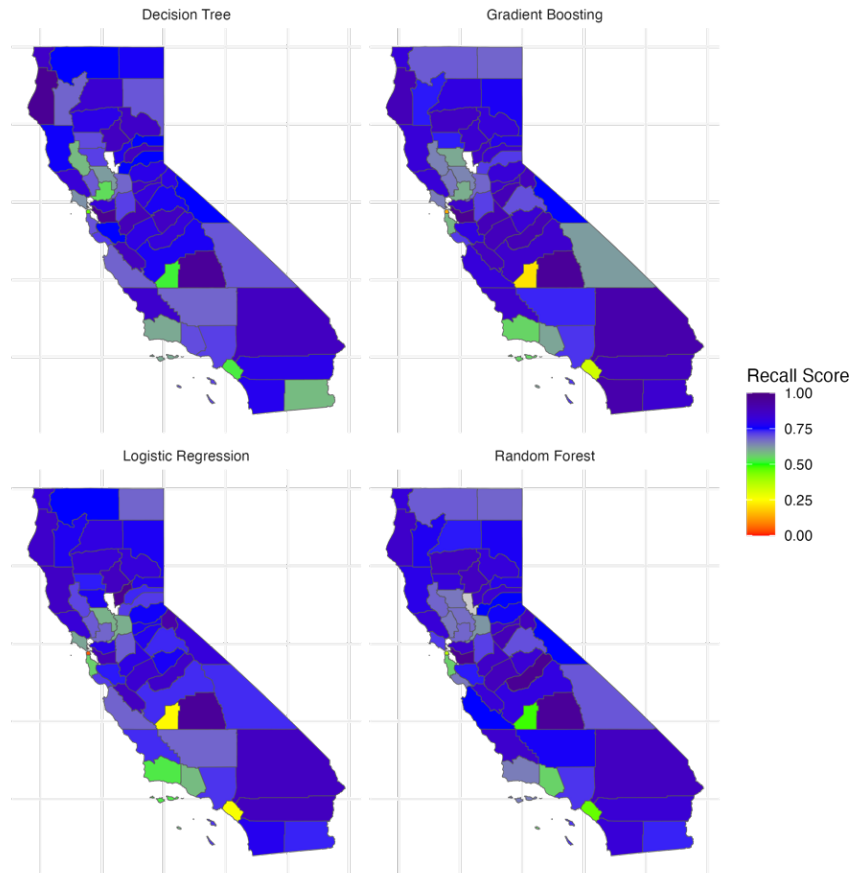 Decision Tree
Gradient Boosting
Logistic Regression
Random Forest
Recall Score
1.00
0.75
0.50
0.25
0.00